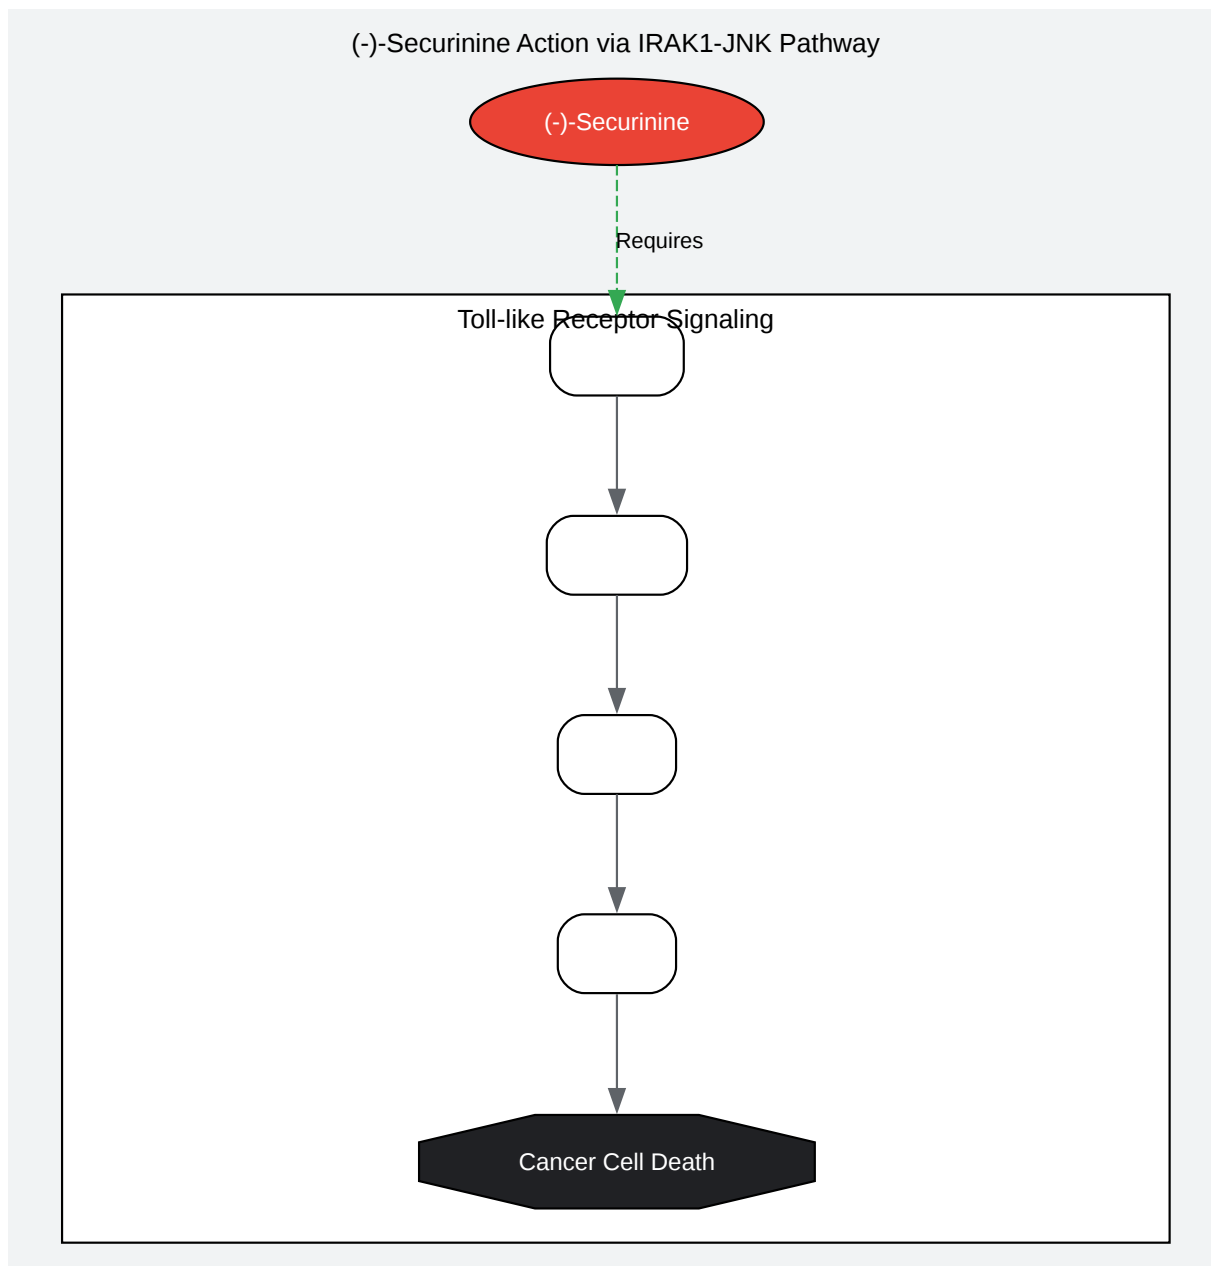 (-)-Securinine Action via IRAK1-JNK Pathway
(-)-Securinine
Requires
Toll-like Receptor Signaling
Cancer Cell Death